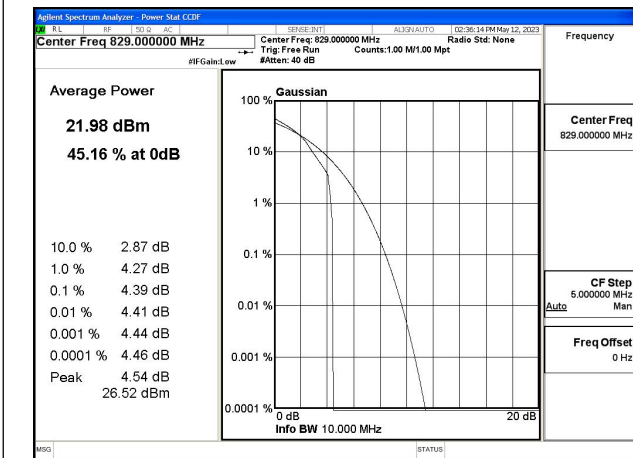 Agilent Spectrum Analyzer - Power Stat CCDF
RL RF 50 Ω AC SENSE:INT ALIGN AUTO 02:36:14 PM May 12, 2023
Center Freq 829.000000 MHz
Center Freq: 829.000000 MHz Radio Std: None
Trig: Free Run Counts:1.00 M/1.00 Mpt
#IFGain:Low #Atten: 40 dB
Frequency
Average Power
21.98 dBm
45.16 % at 0dB
10.0 % 2.87 dB
1.0 % 4.27 dB
0.1 % 4.39 dB
0.01 % 4.41 dB
0.001 % 4.44 dB
0.0001 % 4.46 dB
Peak 4.54 dB
26.52 dBm
Gaussian
100 %
10 %
1 %
0.1 %
0.01 %
0.001 %
0.0001 %
0 dB 20 dB
Info BW 10.000 MHz
Center Freq
829.000000 MHz
CF Step
5.000000 MHz
Auto Man
Freq Offset
0 Hz
MSG STATUS